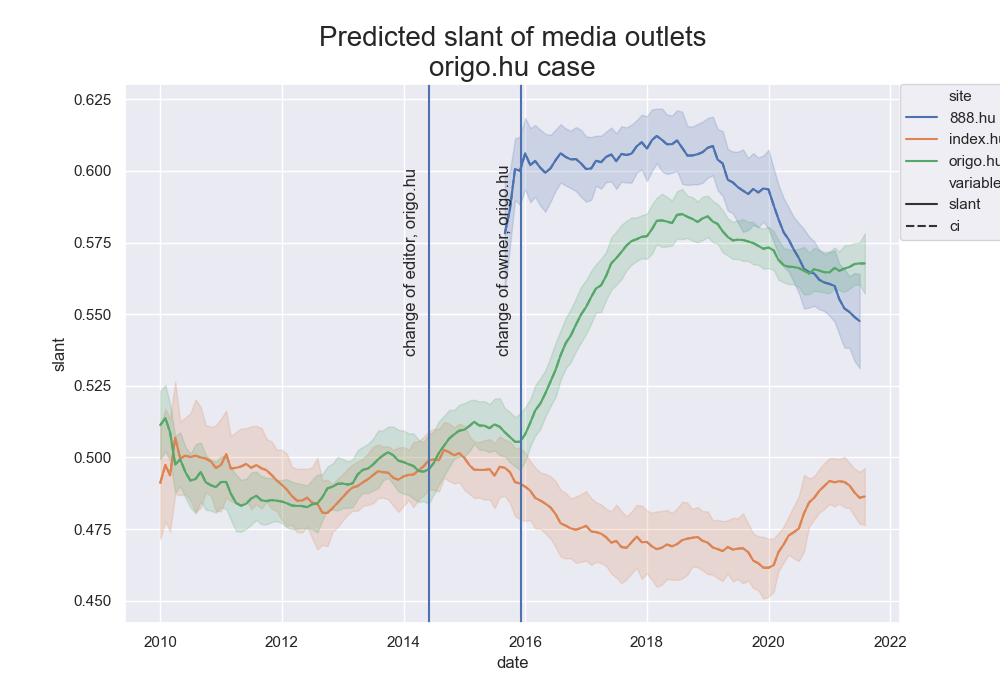 Predicted slant of media outlets
origo.hu case
slant
0.625
0.600
0.575
0.550
0.525
0.500
0.475
0.450
change of editor, origo.hu
change of owner, origo.hu
site
888.hu
index.hu
origo.hu
variable
slant
ci
2010
2012
2014
2016
2018
2020
2022
date